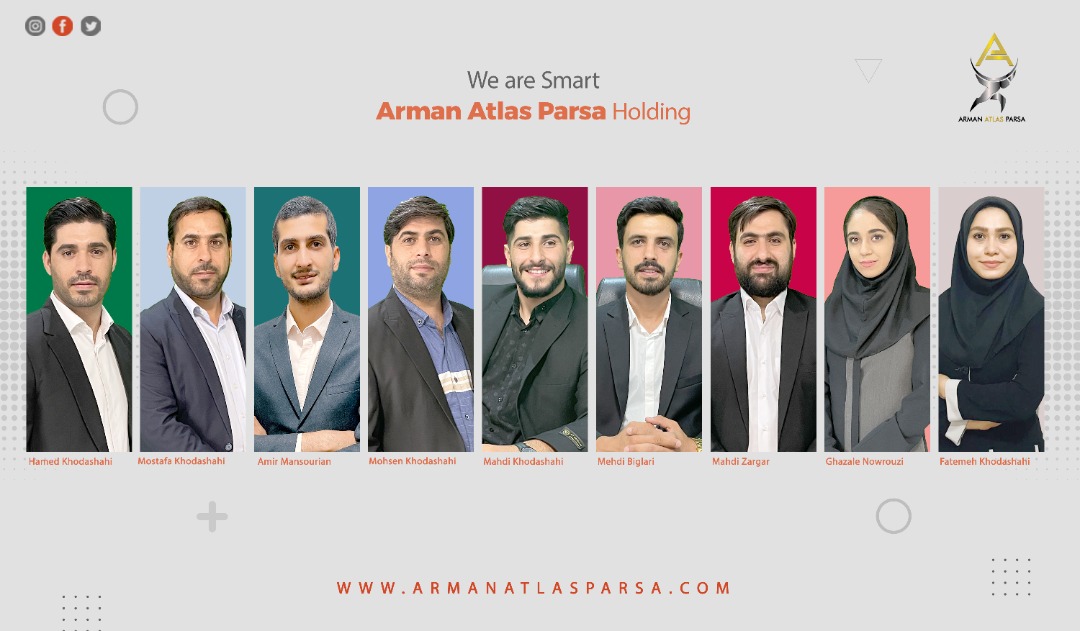 We are Smart
Arman Atlas Parsa Holding
ARMAN ATLAS PARSA
Hamed Khodashahi
Mostafa Khodashahi
Amir Mansourian
Mohsen Khodashahi
Mahdi Khodashahi
Mehdi Biglari
Mahdi Zargar
Ghazale Nowrouzi
Fatemeh Khodashahi
WWW.ARMANATLASPARSA.COM